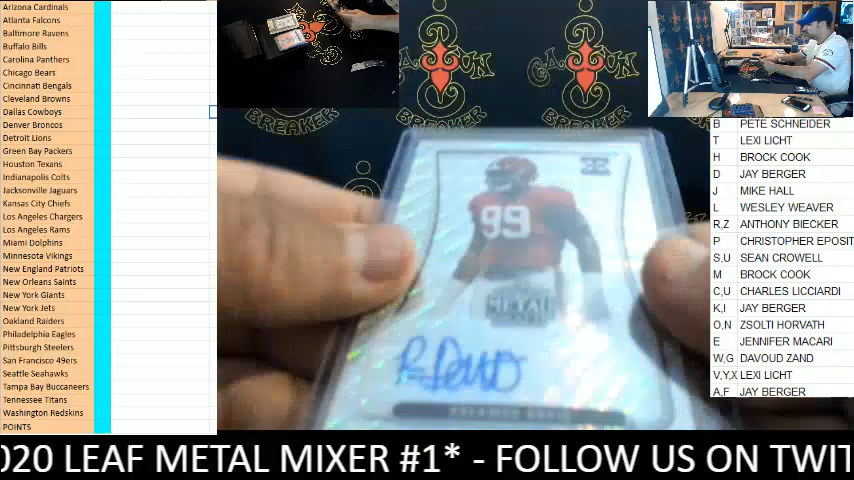 Arizona Cardinals
Atlanta Falcons
Baltimore Ravens
Buffalo Bills
Carolina Panthers
Chicago Bears
Cincinnati Bengals
Cleveland Browns
Dallas Cowboys
Denver Broncos
Detroit Lions
Green Bay Packers
Houston Texans
Indianapolis Colts
Jacksonville Jaguars
Kansas City Chiefs
Los Angeles Chargers
Los Angeles Rams
Miami Dolphins
Minnesota Vikings
New England Patriots
New Orleans Saints
New York Giants
New York Jets
Oakland Raiders
Philadelphia Eagles
Pittsburgh Steelers
San Francisco 49ers
Seattle Seahawks
Tampa Bay Buccaneers
Tennessee Titans
Washington Redskins
POINTS
BREAKER
BREAKER
99
METAL
B PETE SCHNEIDER
T LEXI LICHT
H BROCK COOK
D JAY BERGER
J MIKE HALL
L WESLEY WEAVER
R,Z ANTHONY BIECKER
P CHRISTOPHER EPOSIT
S,U SEAN CROWELL
M BROCK COOK
C,U CHARLES LICCIARDI
K,I JAY BERGER
O,N ZSOLTI HORVATH
E JENNIFER MACARI
W,G DAVOUD ZAND
V,Y,X LEXI LICHT
A,F JAY BERGER
020 LEAF METAL MIXER #1* - FOLLOW US ON TWIT